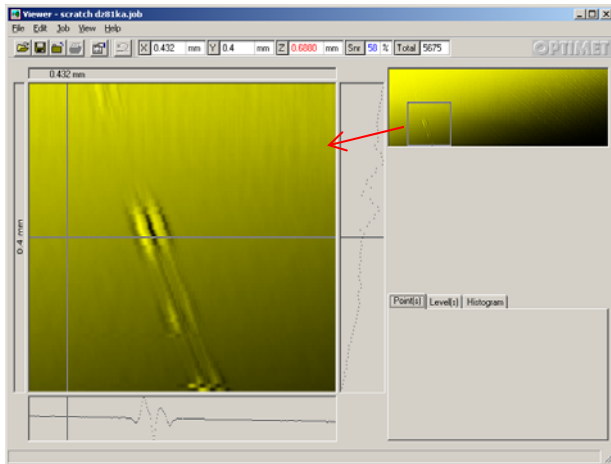 Viewer - scratch dz81ka.job
File Edit Job View Help
X 0.432 mm Y 0.4 mm Z 0.6880 mm Snr 58 % Total 5675 OPTIMET
0.432 mm
0.4 mm
Point(s) Level(s) Histogram